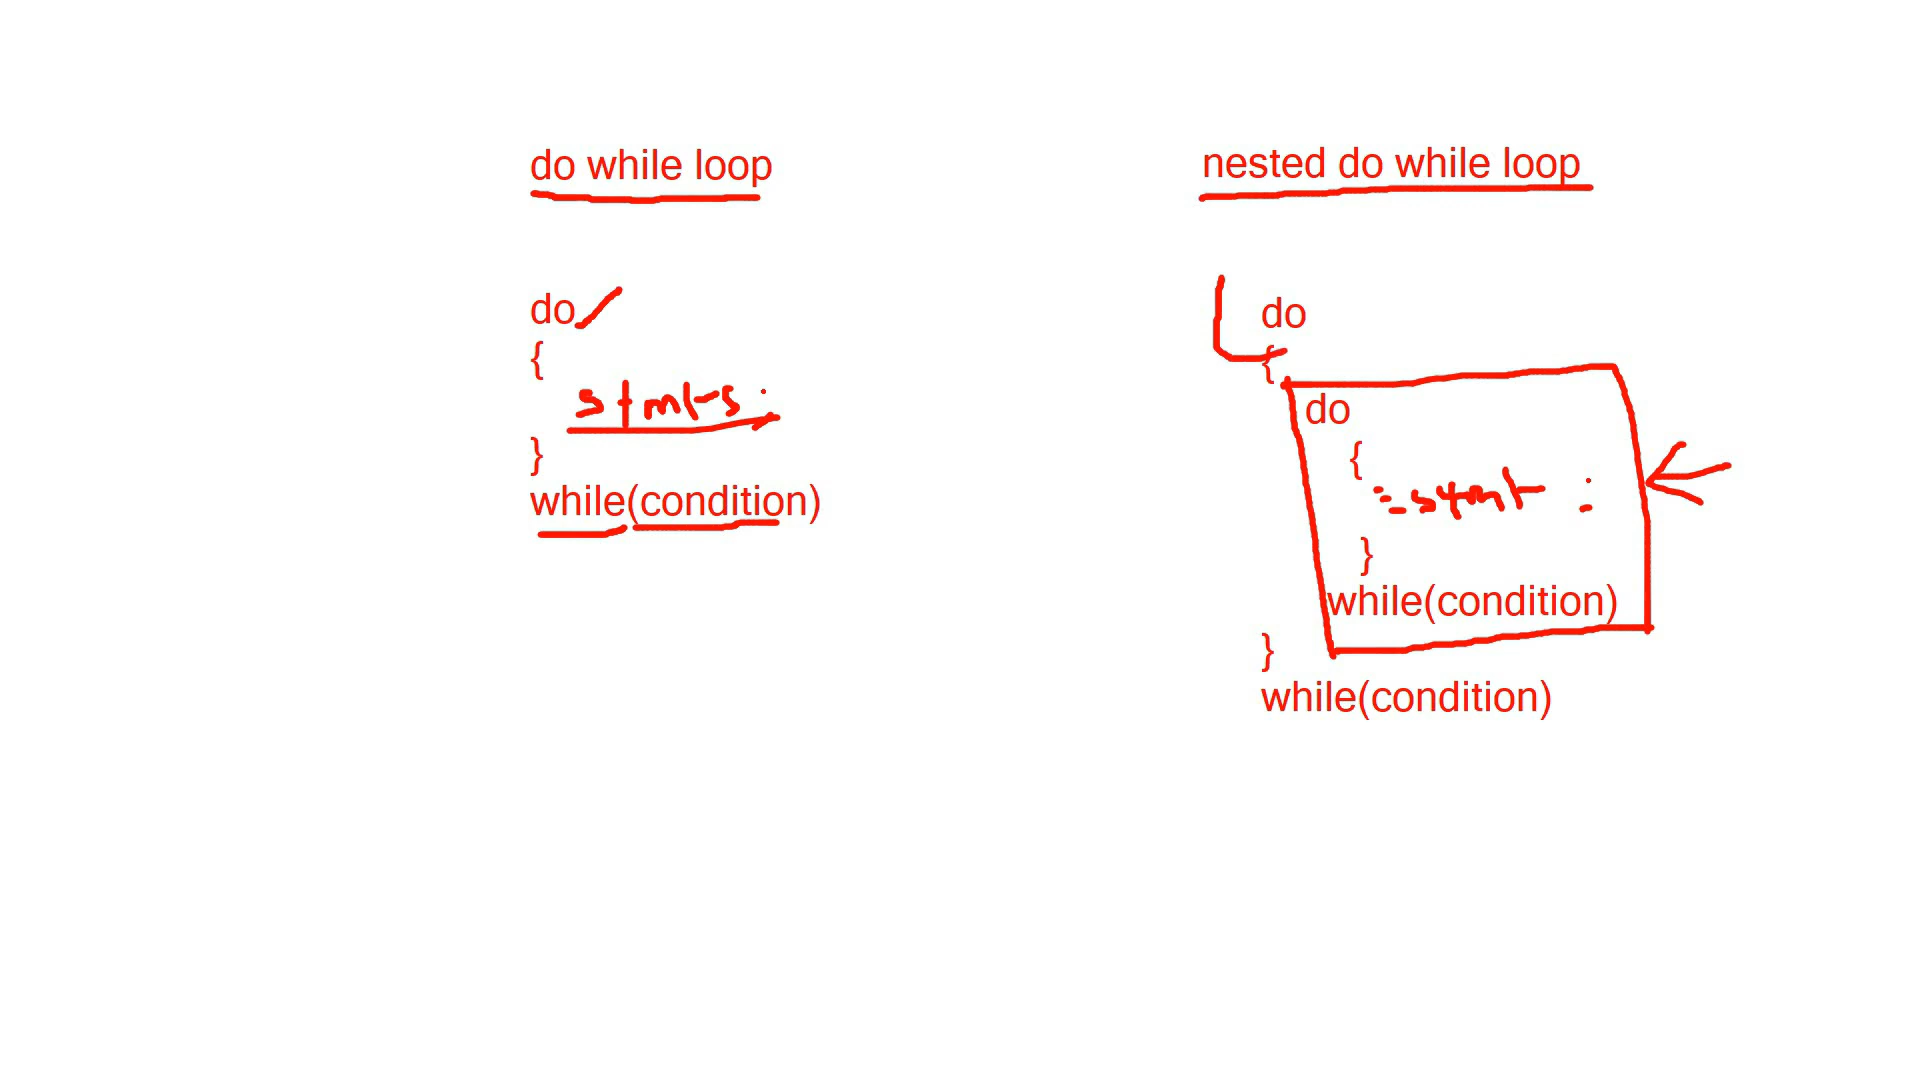 do while loop
do
{
stmts;
}
while(condition)
nested do while loop
do
{
do
{
stmt
}
while(condition)
}
while(condition)